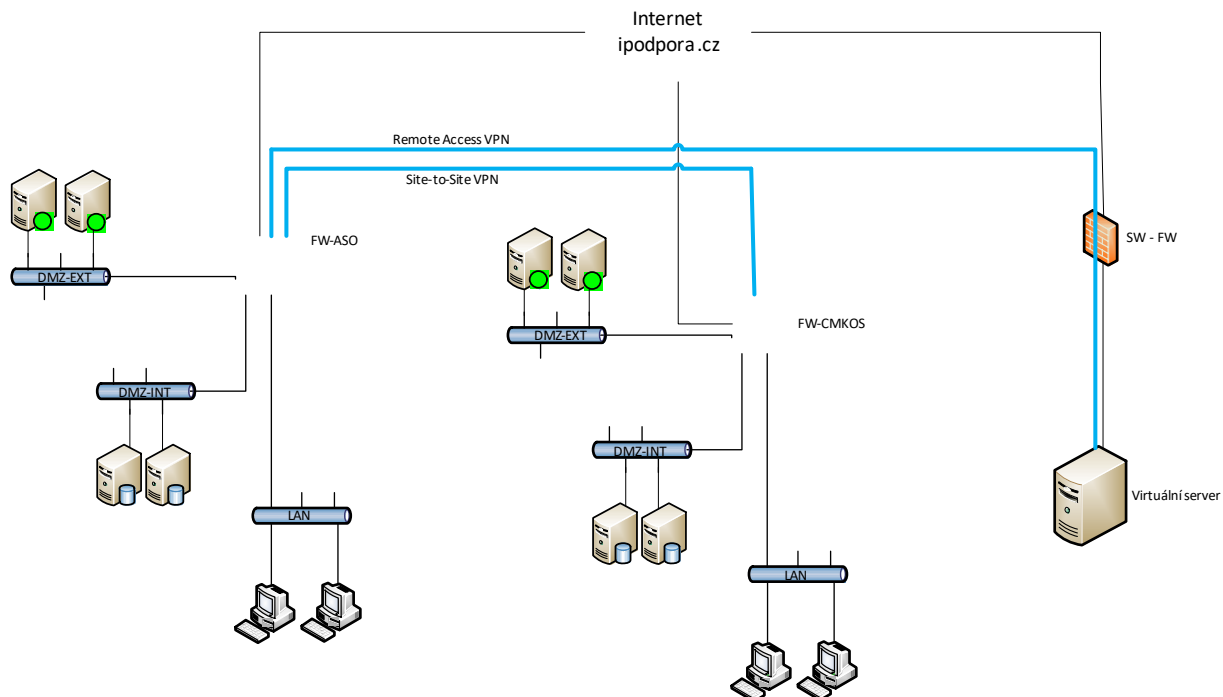 Internet
ipodpora.cz
Remote Access VPN
Site-to-Site VPN
FW-ASO
SW - FW
DMZ-EXT
FW-CMKOS
DMZ-EXT
DMZ-INT
DMZ-INT
Virtuální server
LAN
LAN